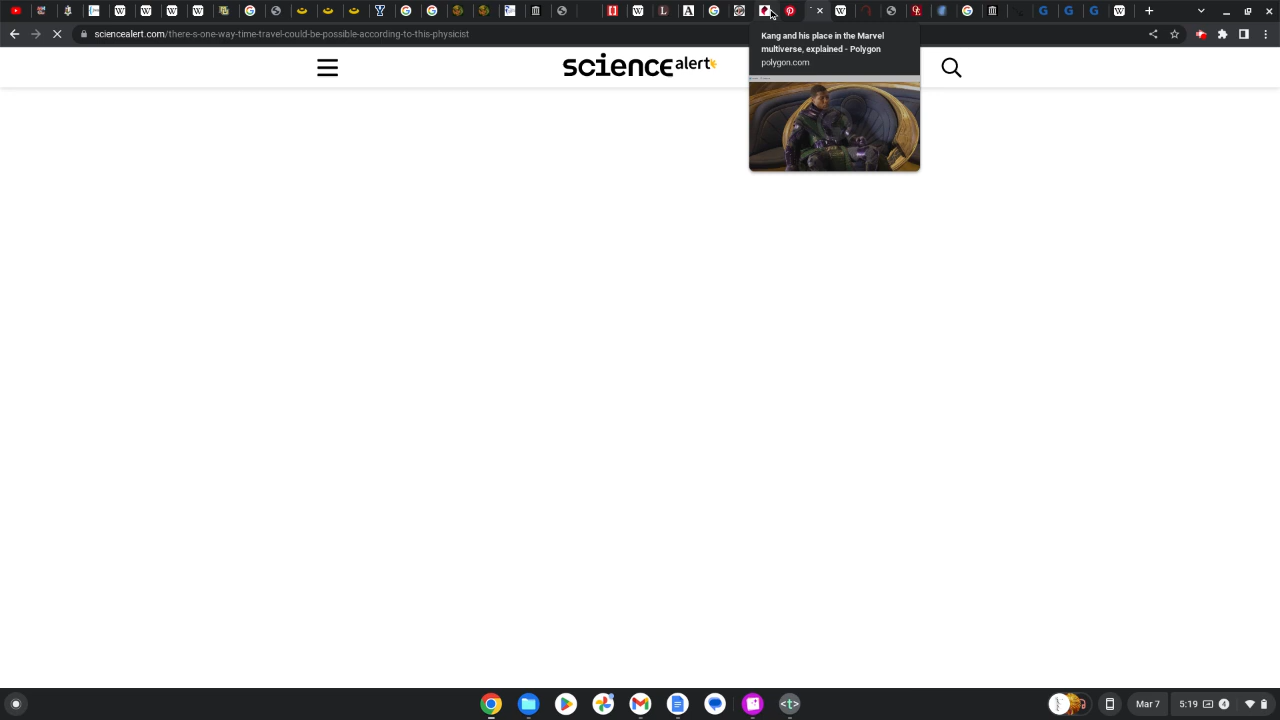 sciencealert.com/there-s-one-way-time-travel-could-be-possible-according-to-this-physicist
Kang and his place in the Marvel
multiverse, explained - Polygon
polygon.com
science alert
Mar 7
5:19